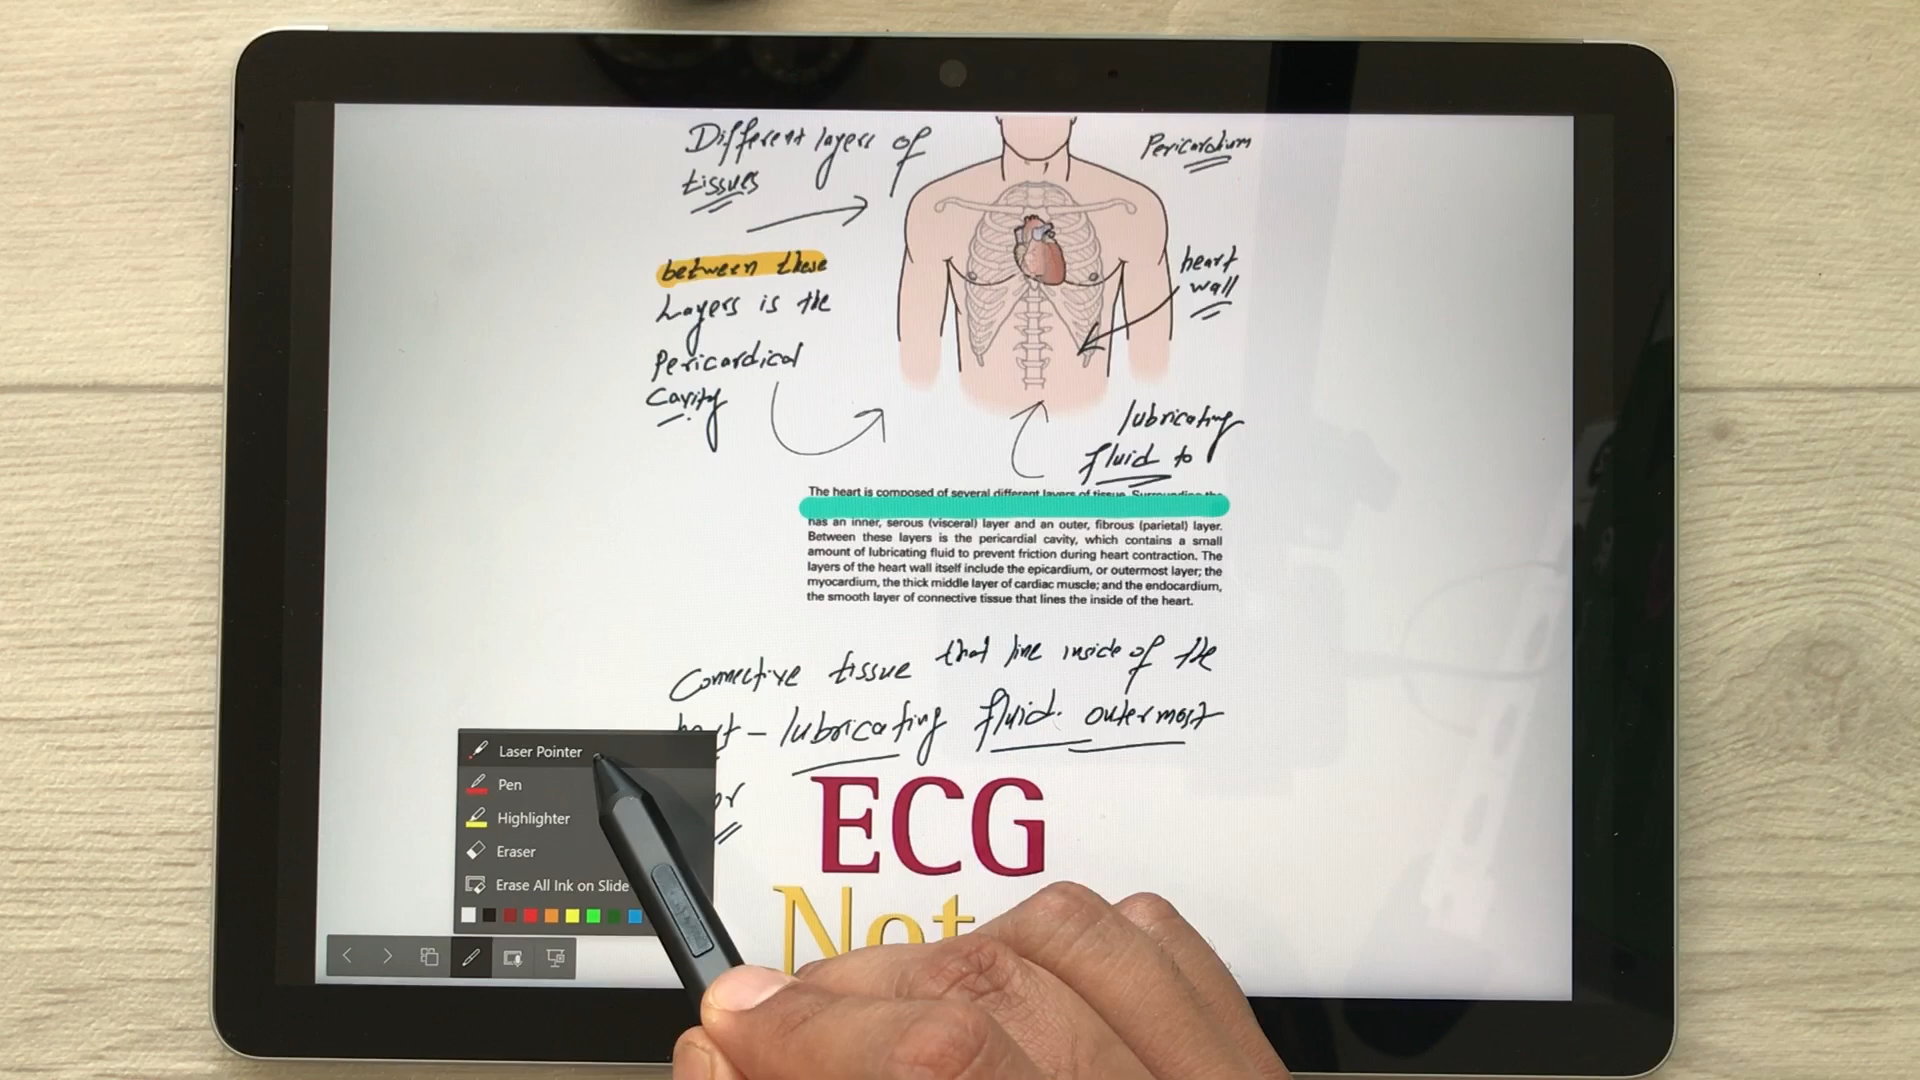 Different layers of
tissues
Pericardium
between these
Layers is the
Pericardical
Cavity
heart
wall
lubricating
fluid to
The heart is composed of several different layers of tissue. Surrounding the
has an inner, serous (visceral) layer and an outer, fibrous (parietal) layer.
Between these layers is the pericardial cavity, which contains a small
amount of lubricating fluid to prevent friction during heart contraction. The
layers of the heart wall itself include the epicardium, or outermost layer; the
myocardium, the thick middle layer of cardiac muscle; and the endocardium,
the smooth layer of connective tissue that lines the inside of the heart.
Connective tissue that line inside of the
- lubricating fluid. outermost
ECG
Laser Pointer
Pen
Highlighter
Eraser
Erase All Ink on Slide